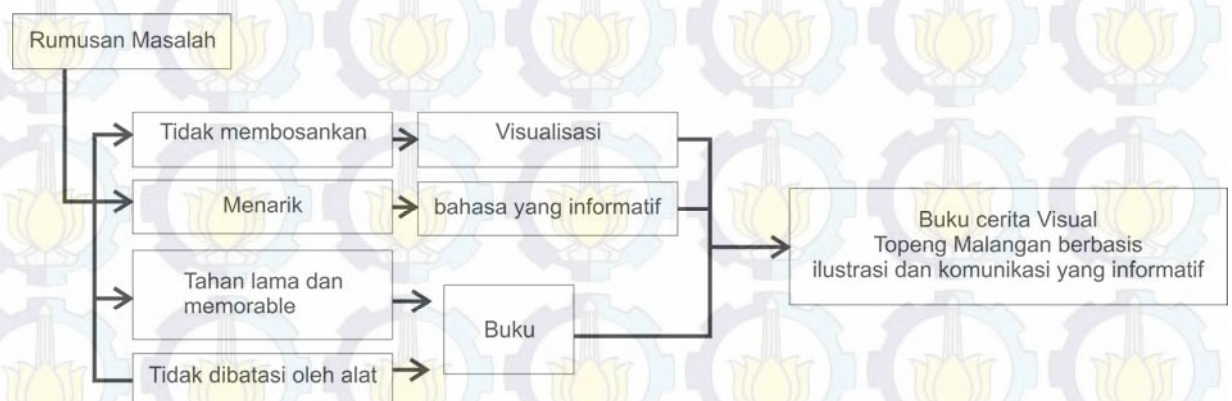 Rumusan Masalah
Tidak membosankan
Visualisasi
Menarik
bahasa yang informatif
Buku cerita Visual
Topeng Malangan berbasis
ilustrasi dan komunikasi yang informatif
Tahan lama dan
memorable
Buku
Tidak dibatasi oleh alat